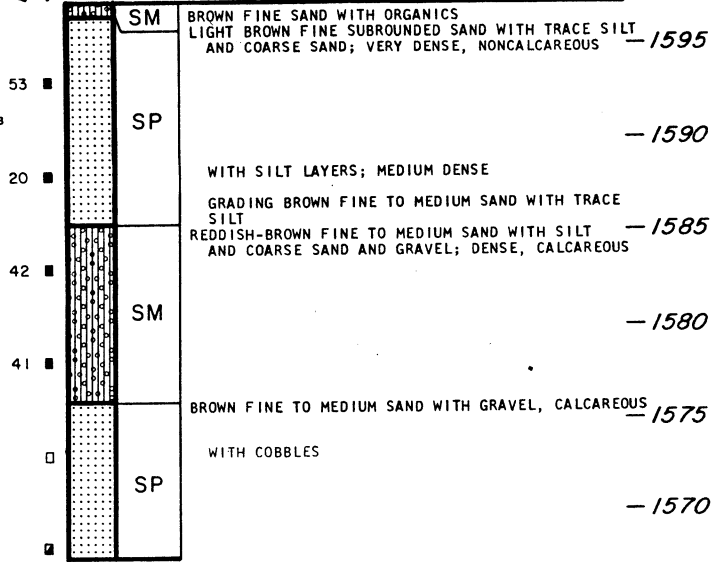 SM BROWN FINE SAND WITH ORGANICS
LIGHT BROWN FINE SUBROUNDED SAND WITH TRACE SILT
AND COARSE SAND; VERY DENSE, NONCALCAREOUS — 1595
53
SP — 1590
WITH SILT LAYERS; MEDIUM DENSE
20
GRADING BROWN FINE TO MEDIUM SAND WITH TRACE
SILT
— 1585
REDDISH-BROWN FINE TO MEDIUM SAND WITH SILT
AND COARSE SAND AND GRAVEL; DENSE, CALCAREOUS
42
SM — 1580
41
BROWN FINE TO MEDIUM SAND WITH GRAVEL, CALCAREOUS
— 1575
WITH COBBLES
SP
— 1570